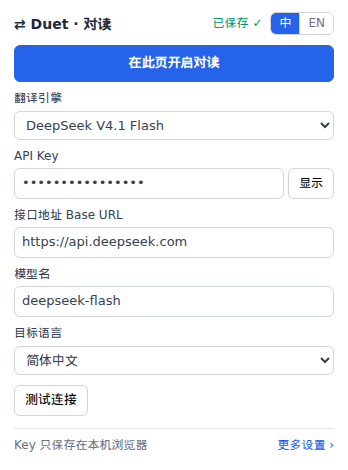 ⇄ Duet · 对读 已保存 ✓ 中 EN
在此页开启对读
翻译引擎
DeepSeek V4.1 Flash
API Key
•••••••••••••••• 显示
接口地址 Base URL
https://api.deepseek.com
模型名
deepseek-flash
目标语言
简体中文
测试连接
Key 只保存在本机浏览器 更多设置 ›